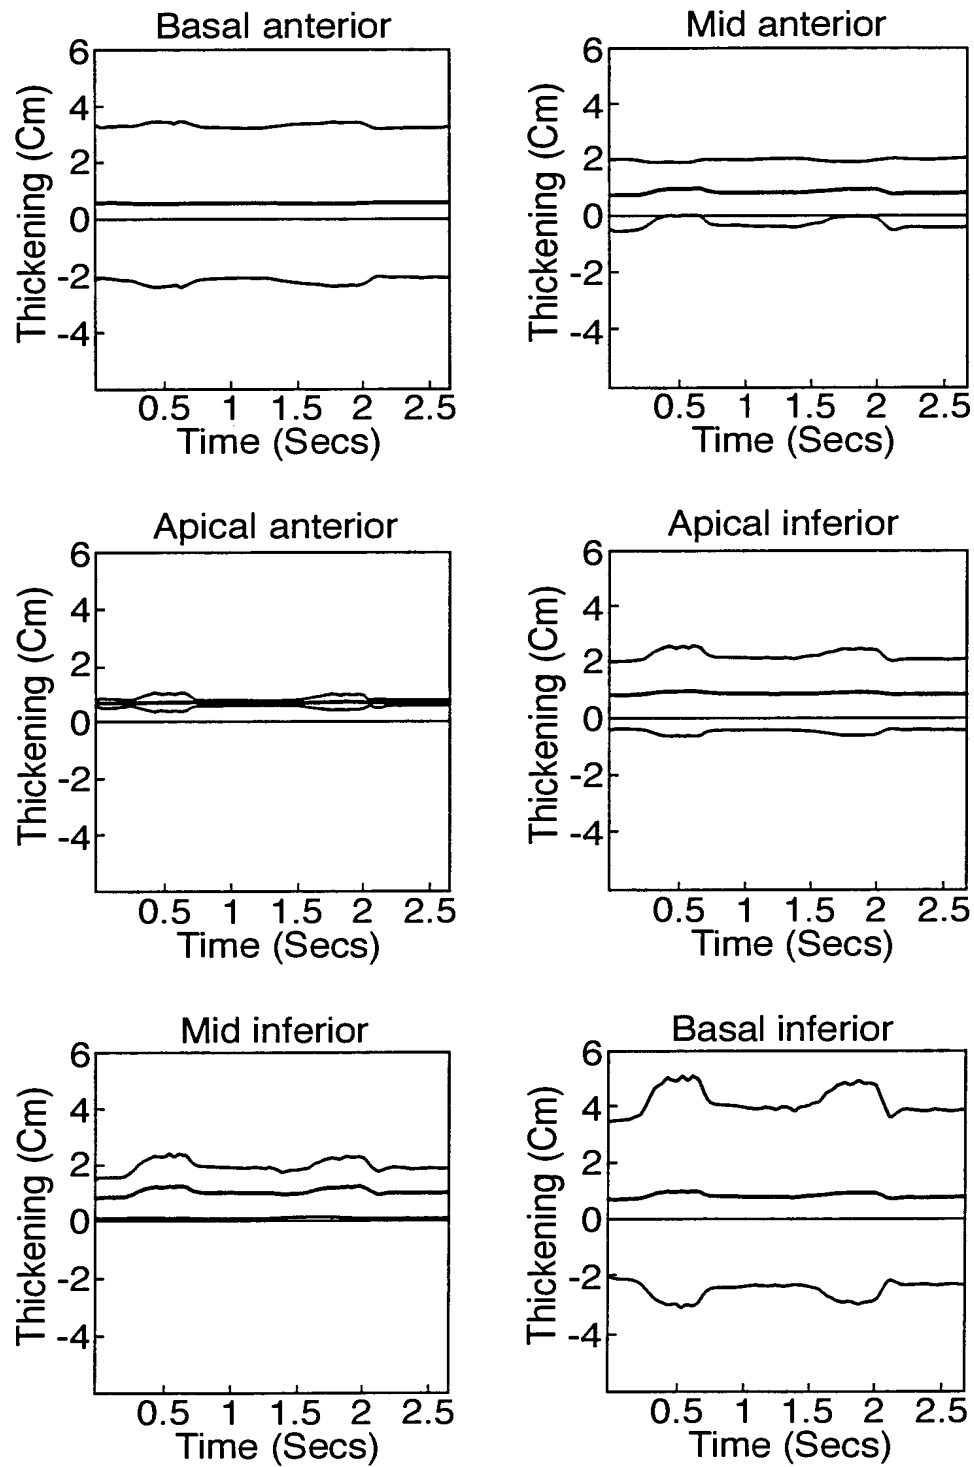 Basal anterior
6
4
2
0
-2
-4
Thickening (Cm)
0.5 1 1.5 2 2.5
Time (Secs)
Mid anterior
6
4
2
0
-2
-4
Thickening (Cm)
0.5 1 1.5 2 2.5
Time (Secs)
Apical anterior
6
4
2
0
-2
-4
Thickening (Cm)
0.5 1 1.5 2 2.5
Time (Secs)
Apical inferior
6
4
2
0
-2
-4
Thickening (Cm)
0.5 1 1.5 2 2.5
Time (Secs)
Mid inferior
6
4
2
0
-2
-4
Thickening (Cm)
0.5 1 1.5 2 2.5
Time (Secs)
Basal inferior
6
4
2
0
-2
-4
Thickening (Cm)
0.5 1 1.5 2 2.5
Time (Secs)